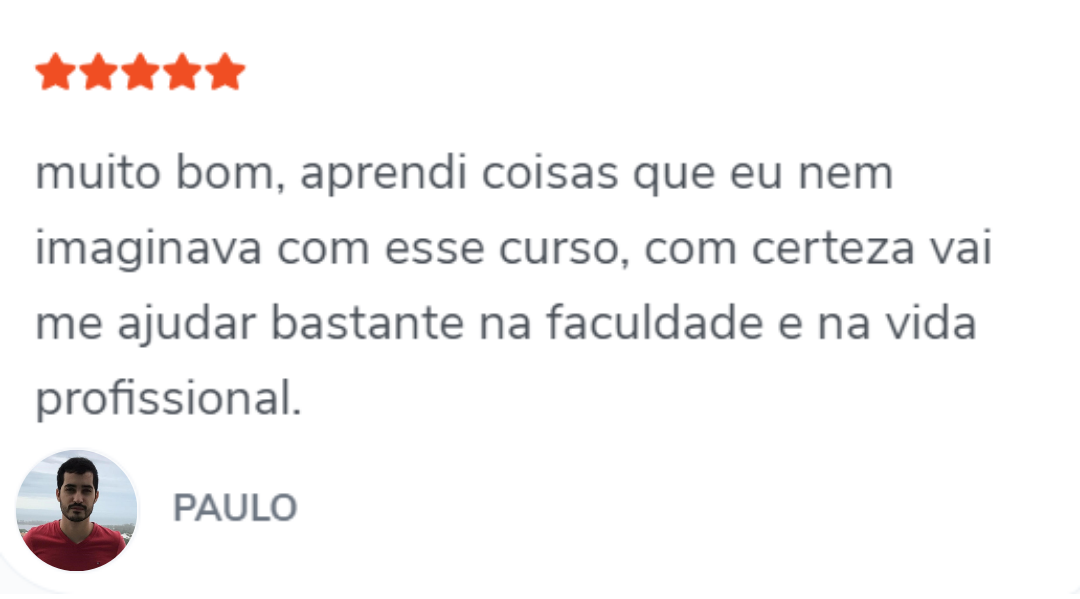 muito bom, aprendi coisas que eu nem
imaginava com esse curso, com certeza vai
me ajudar bastante na faculdade e na vida
profissional.
PAULO